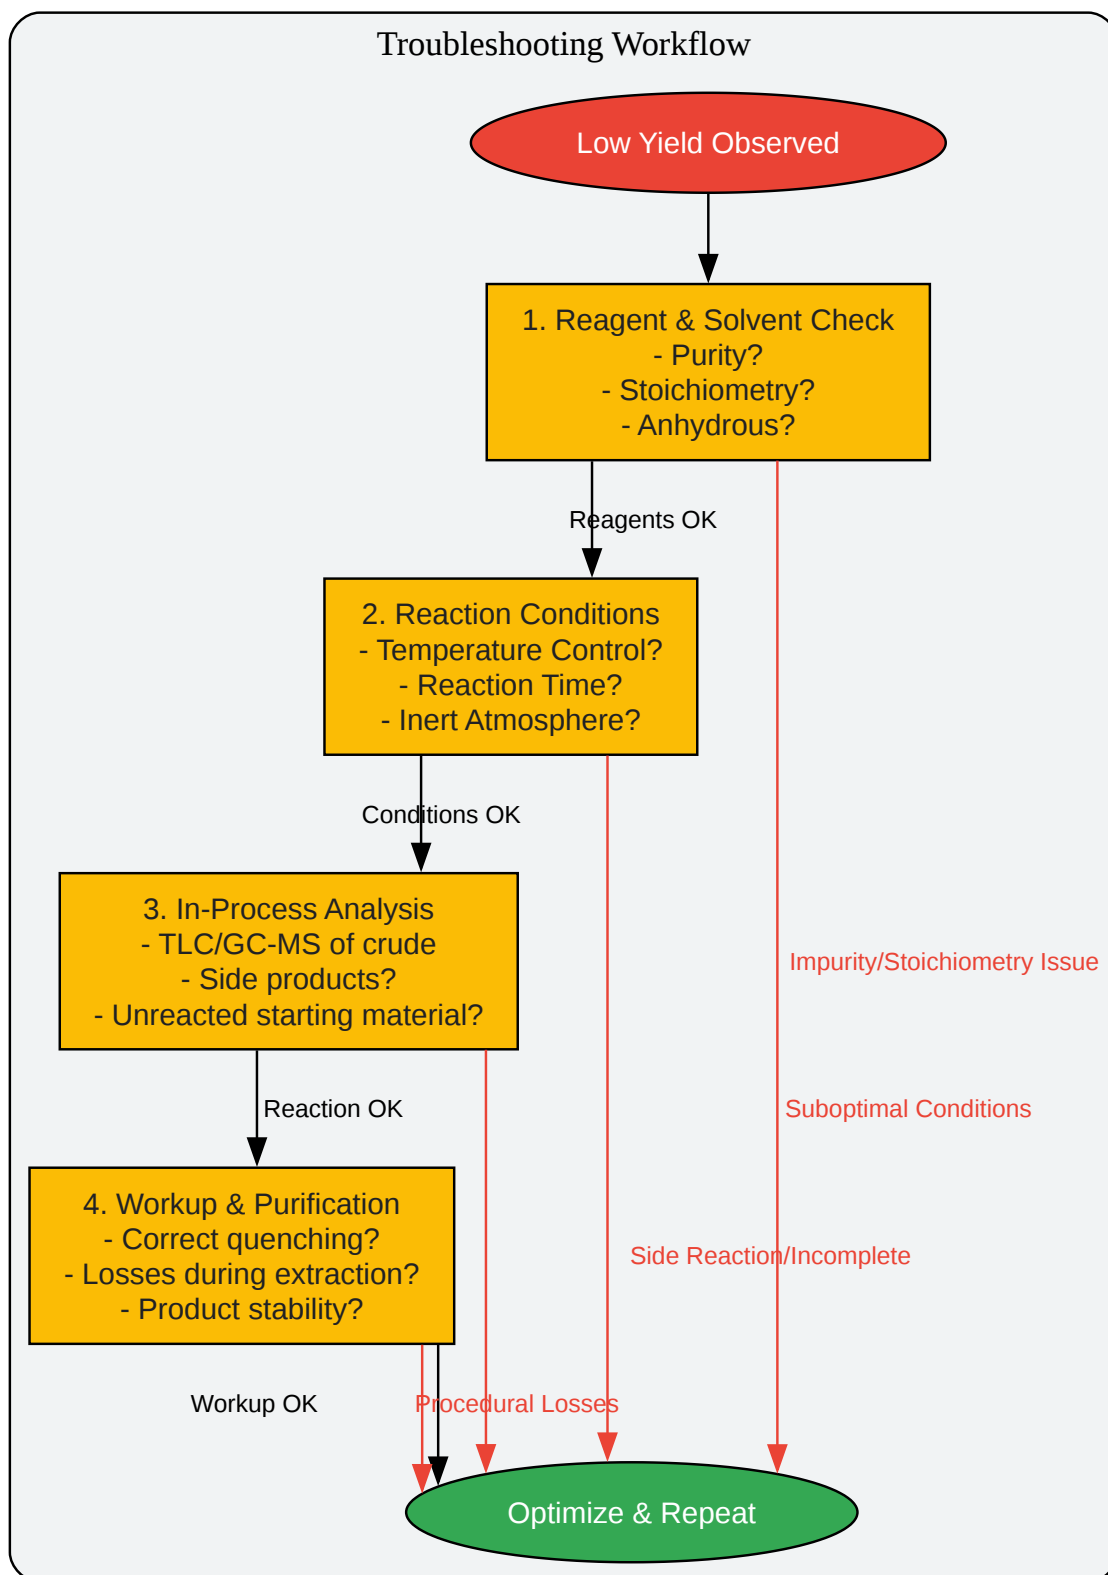 Troubleshooting Workflow
Low Yield Observed
1. Reagent & Solvent Check
- Purity?
- Stoichiometry?
- Anhydrous?
Reagents OK
2. Reaction Conditions
- Temperature Control?
- Reaction Time?
- Inert Atmosphere?
Conditions OK
3. In-Process Analysis
- TLC/GC-MS of crude
- Side products?
- Unreacted starting material?
Impurity/Stoichiometry Issue
Reaction OK
Suboptimal Conditions
4. Workup & Purification
- Correct quenching?
- Losses during extraction?
- Product stability?
Side Reaction/Incomplete
Workup OK
Procedural Losses
Optimize & Repeat